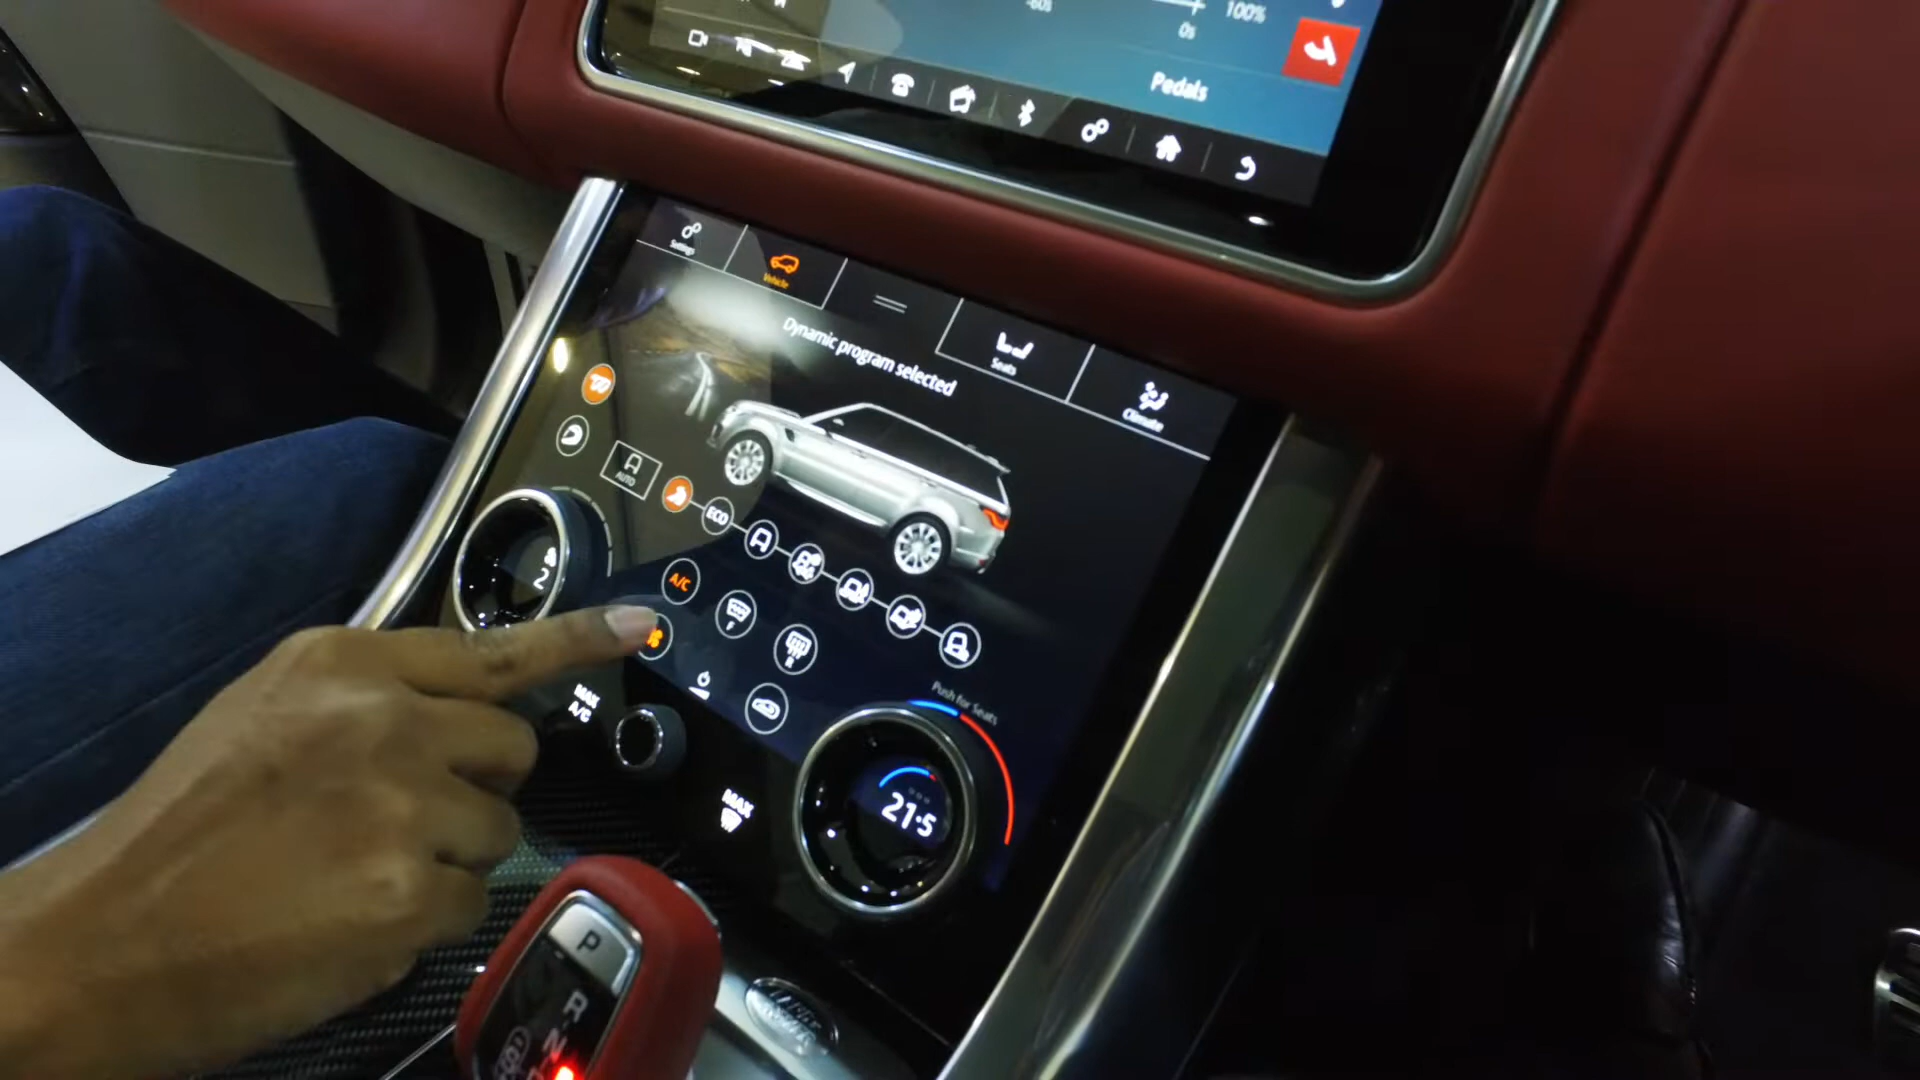 -60s
0s
100%
Pedals
Settings
Vehicle
Seats
Climate
Dynamic program selected
AUTO
ECO
2
A/C
F
R
MAX
A/C
MAX
Push for Seats
21·5
P
R
N
D